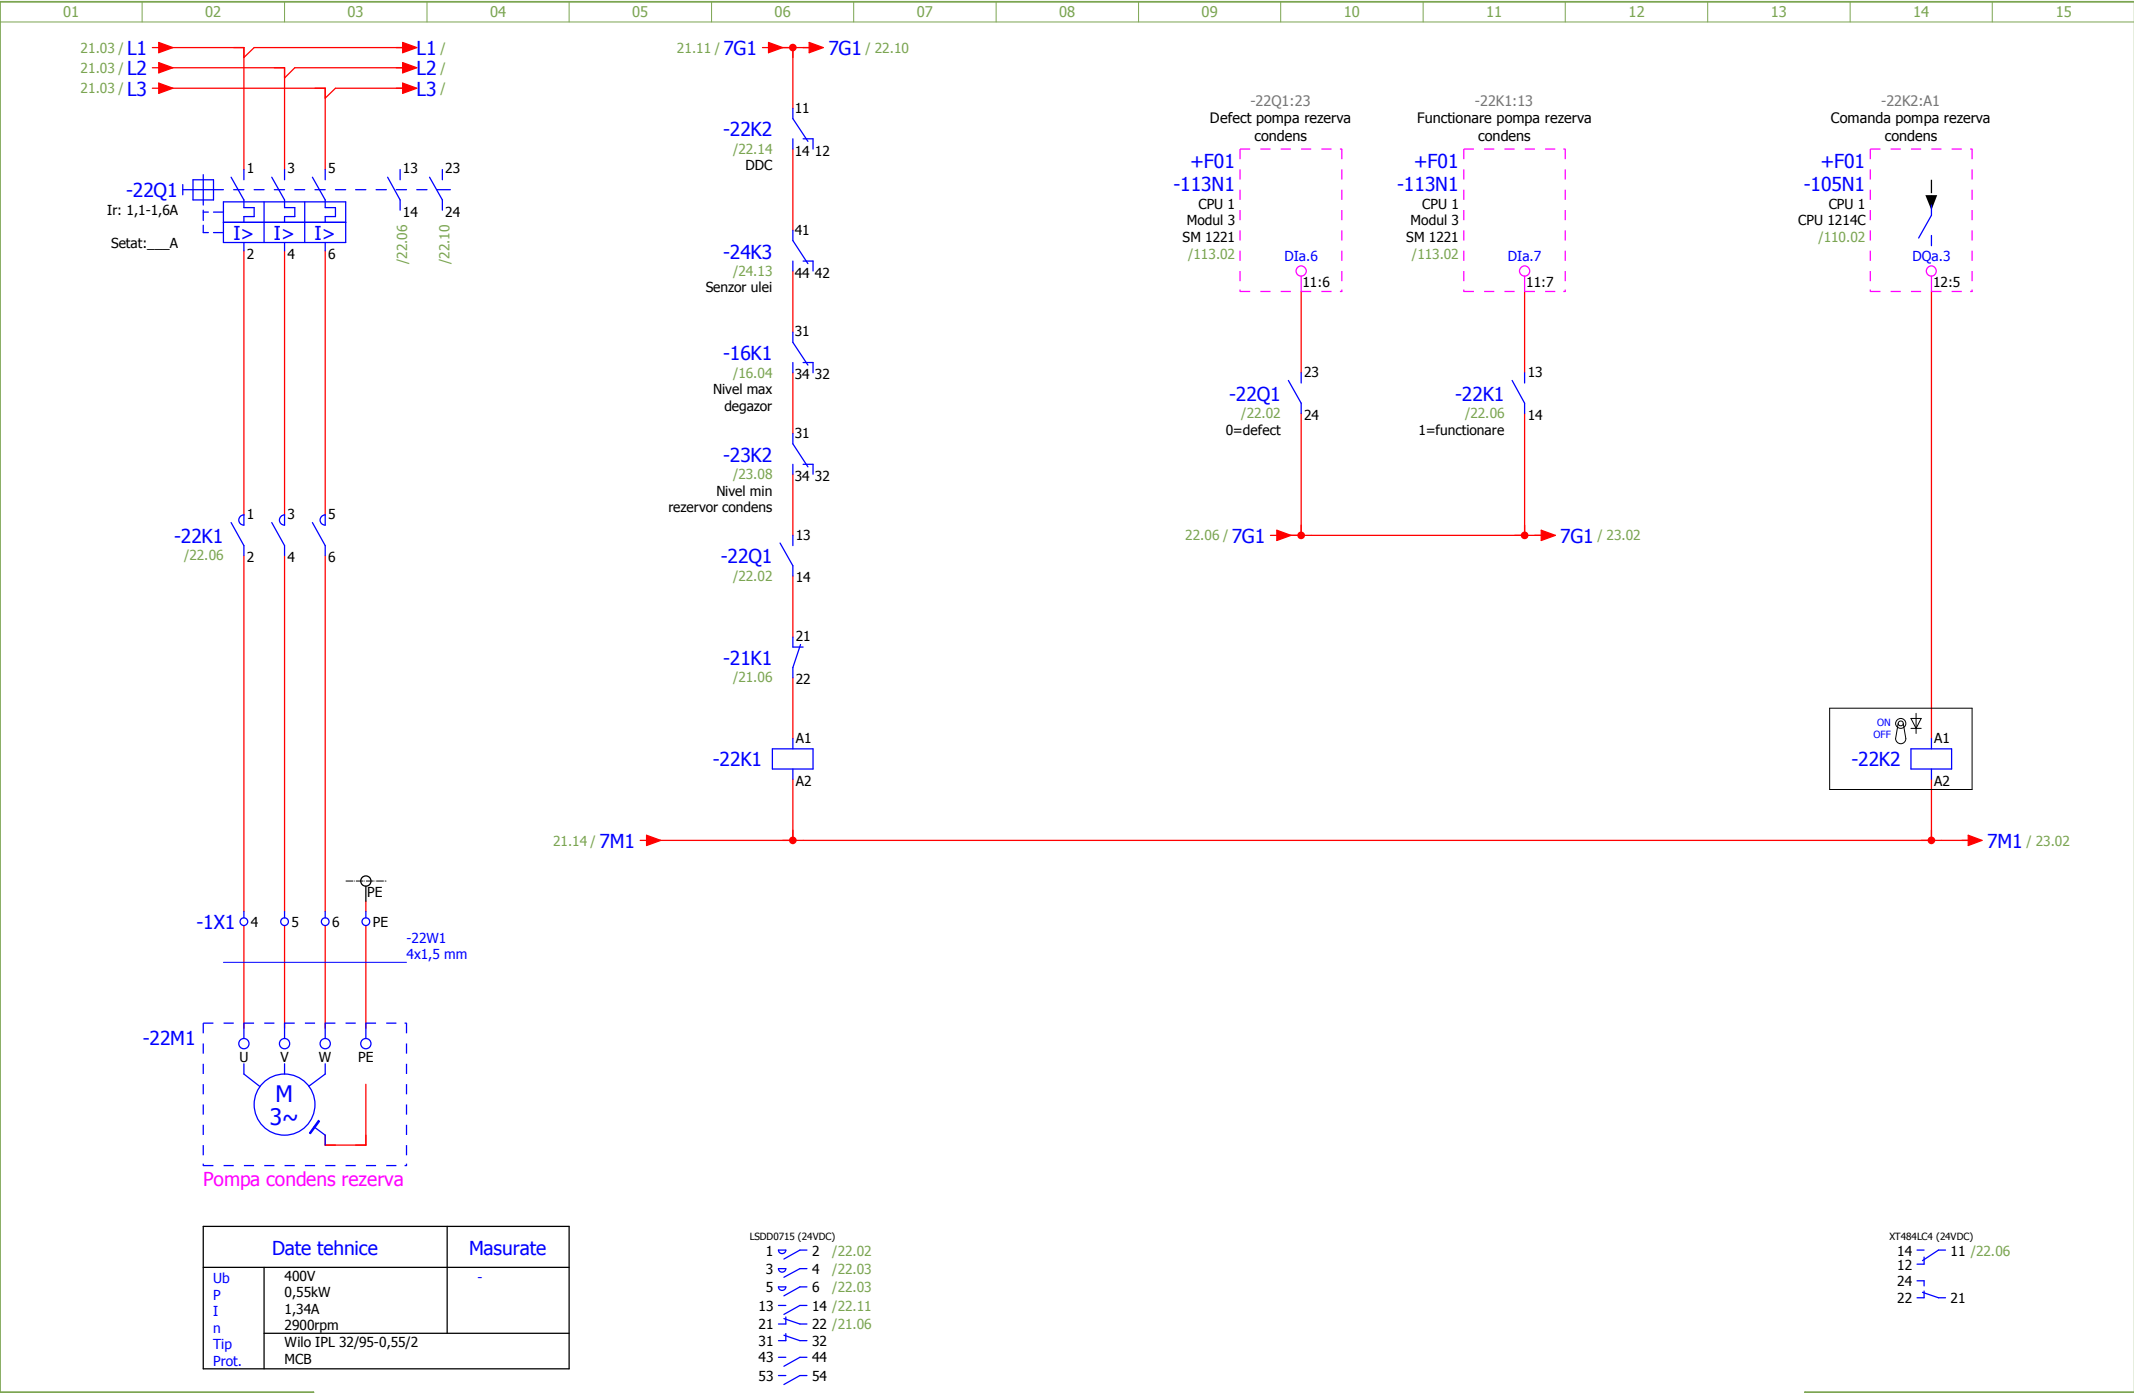 01 02 03 04 05 06 07 08 09 10 11 12 13 14 15
21.03 / L1 L1 /
21.03 / L2 L2 /
21.03 / L3 L3 /
1 3 5 13 23
-22Q1
Ir: 1,1-1,6A
14 24
I> I> I>
Setat:___A
2 4 6
/22.06
/22.10
1 3 5
-22K1
/22.06
2 4 6
PE
-1X1 4 5 6 PE
-22W1
4x1,5 mm
-22M1
U V W PE
M
3~
Pompa condens rezerva
Date tehnice Masurate
Ub 400V -
P 0,55kW
I 1,34A
n 2900rpm
Tip Wilo IPL 32/95-0,55/2
Prot. MCB
21.11 / 7G1 7G1 / 22.10
11
-22K2
/22.14
14 12
DDC
41
-24K3
/24.13
44 42
Senzor ulei
31
-16K1
/16.04
34 32
Nivel max
degazor
31
-23K2
/23.08
34 32
Nivel min
rezervor condens
13
-22Q1
/22.02
14
21
-21K1
/21.06
22
A1
-22K1
A2
21.14 / 7M1 7M1 / 23.02
LSDD0715 (24VDC)
1 2 /22.02
3 4 /22.03
5 6 /22.03
13 14 /22.11
21 22 /21.06
31 32
43 44
53 54
-22Q1:23
Defect pompa rezerva
condens
+F01
-113N1
CPU 1
Modul 3
SM 1221
/113.02
DIa.6
11:6
23
-22Q1
/22.02
24
0=defect
-22K1:13
Functionare pompa rezerva
condens
+F01
-113N1
CPU 1
Modul 3
SM 1221
/113.02
DIa.7
11:7
13
-22K1
/22.06
14
1=functionare
22.06 / 7G1 7G1 / 23.02
-22K2:A1
Comanda pompa rezerva
condens
+F01
-105N1
CPU 1
CPU 1214C
/110.02
DQa.3
12:5
ON
OFF
A1
-22K2
A2
XT484LC4 (24VDC)
14 11 /22.06
12
24
22 21